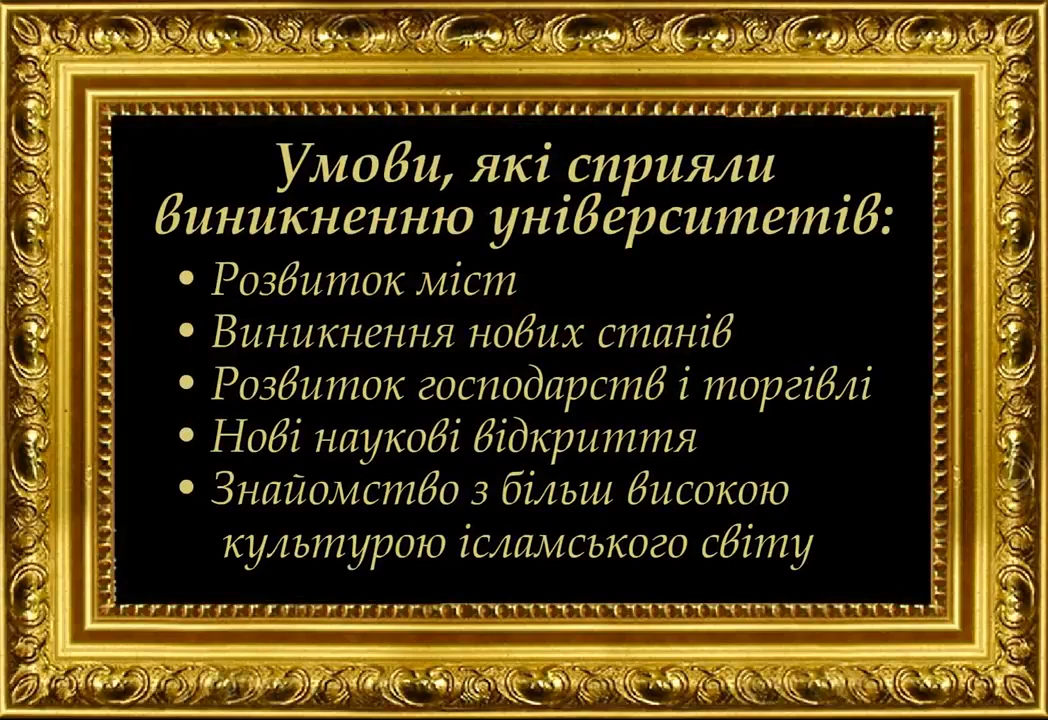 Умови, які сприяли
виникненню університетів:
• Розвиток міст
• Виникнення нових станів
• Розвиток господарств і торгівлі
• Нові наукові відкриття
• Знайомство з більш високою
культурою ісламського світу